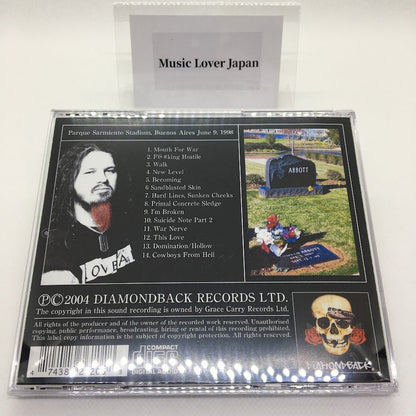 Music Lover Japan
Parque Sarmiento Stadium, Buenos Aires June 9, 1998
1. Mouth For War
2. F@#king Hostile
3. Walk
4. New Level
5. Becoming
6. Sandblasted Skin
7. Hard Lines, Sunken Checks
8. Primal Concrete Sledge
9. I'm Broken
10. Suicide Note Part 2
11. War Nerve
12. This Love
13. Domination/Hollow
14. Cowboys From Hell
ABBOTT
ABBOTT
Ⓟ©2004 DIAMONDBACK RECORDS LTD.
The copyright in this sound recording is owned by Grace Carry Records Ltd.
All rights of the producer and of the owner of the recorded work reserved. Unauthorised
copying, public performance, broadcasting, hiring or rental of this recording prohibited.
This label copy information is the subject of copyright protection. All rights reserved.
COMPACT
disc
DIGITAL AUDIO
DIAMONDBACK